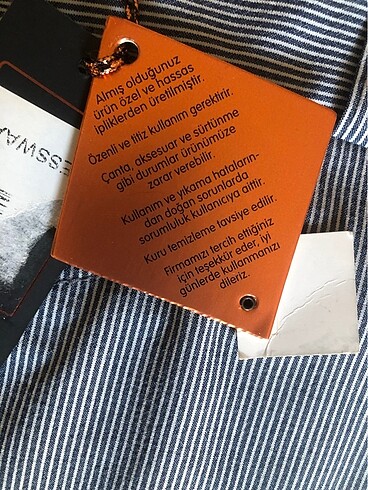 Almış olduğunuz
ürün özel ve hassas
ipliklerden üretilmiştir.
Özenli ve titiz kullanım gerektirir.
Çanta, aksesuar ve sürtünme
gibi durumlar ürünümüze
zarar verebilir.
Kullanım ve yıkama hataların-
dan doğan sorunlarda
sorumluluk kullanıcıya aittir.
Kuru temizleme tavsiye edilir.
Firmamızı tercih ettiğiniz
için teşekkür eder, iyi
günlerde kullanmanızı
dileriz.